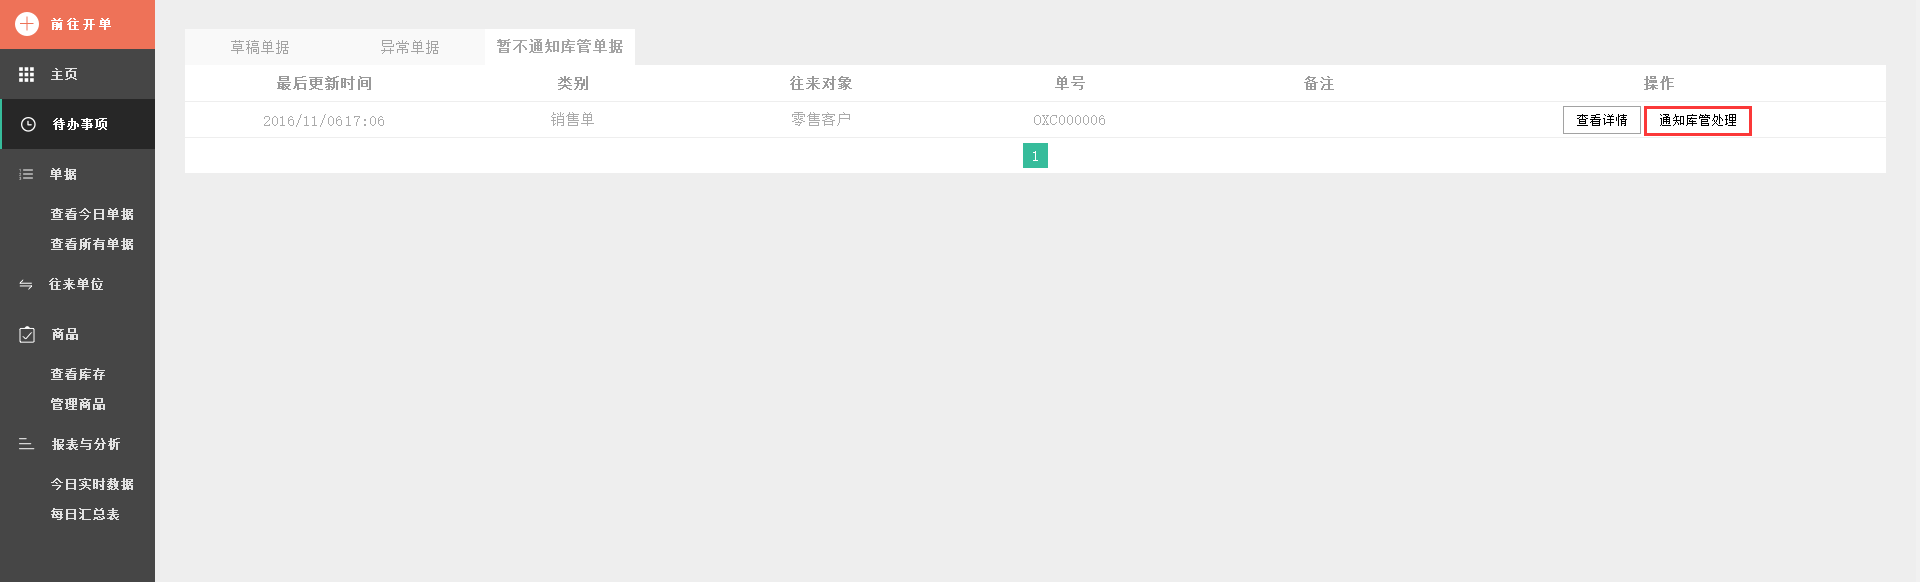 前往开单
主页
待办事项
单据
查看今日单据
查看所有单据
往来单位
商品
查看库存
管理商品
报表与分析
今日实时数据
每日汇总表
草稿单据 异常单据 暂不通知库管单据
最后更新时间 类别 往来对象 单号 备注 操作
2016/11/0617:06 销售单 零售客户 OXC000006 查看详情 通知库管处理
1